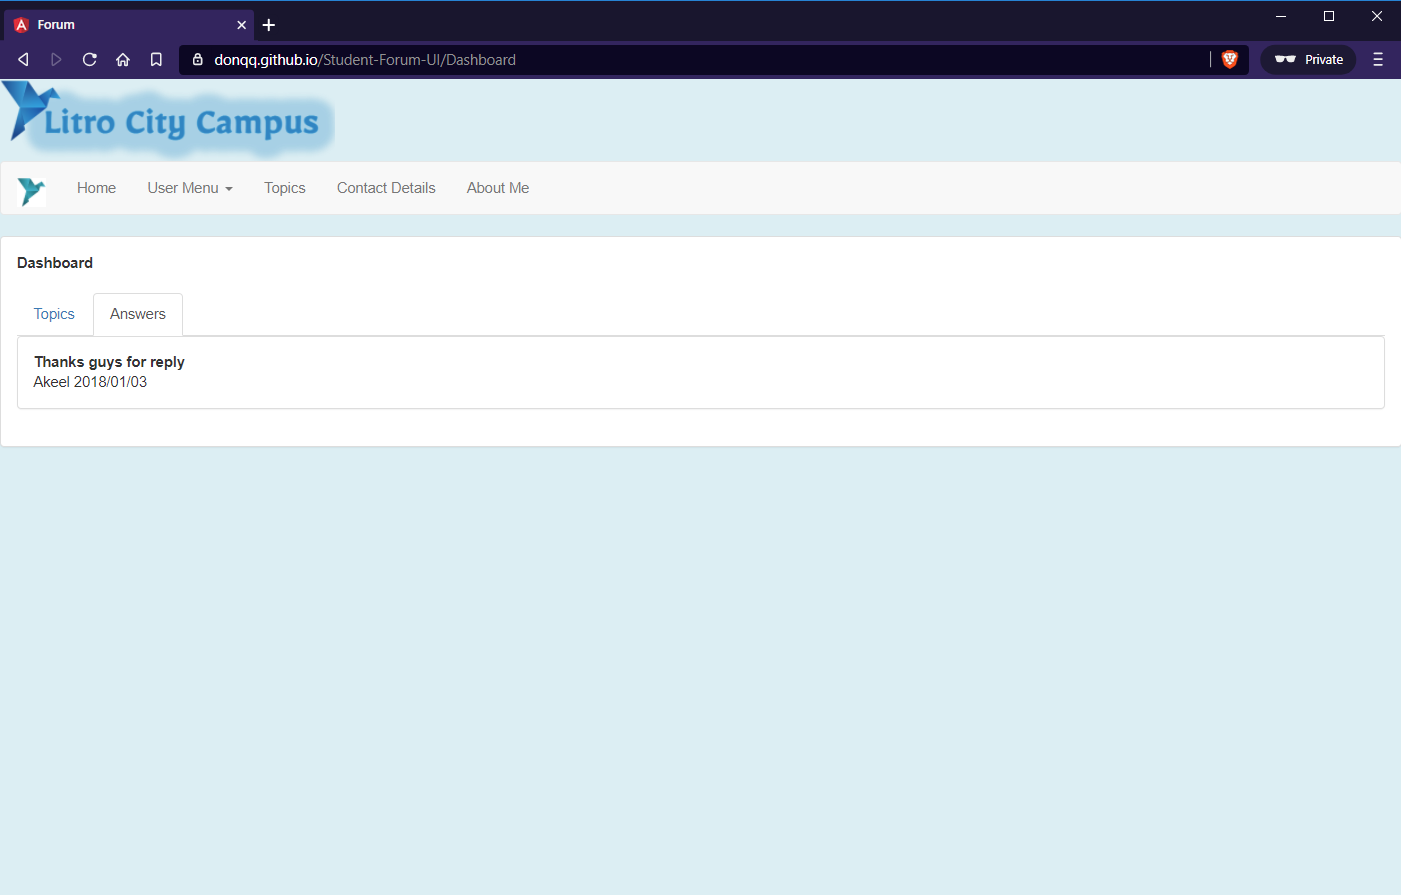 Forum
donqq.github.io/Student-Forum-UI/Dashboard
Private
Litro City Campus
Home User Menu Topics Contact Details About Me
Dashboard
Topics Answers
Thanks guys for reply
Akeel 2018/01/03